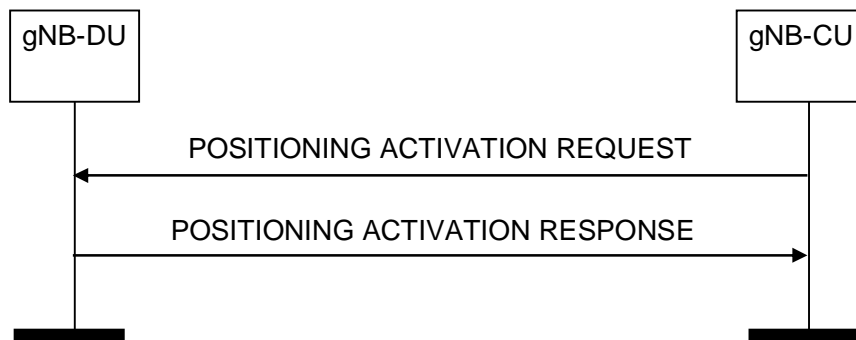 gNB-DU
gNB-CU
POSITIONING ACTIVATION REQUEST
POSITIONING ACTIVATION RESPONSE